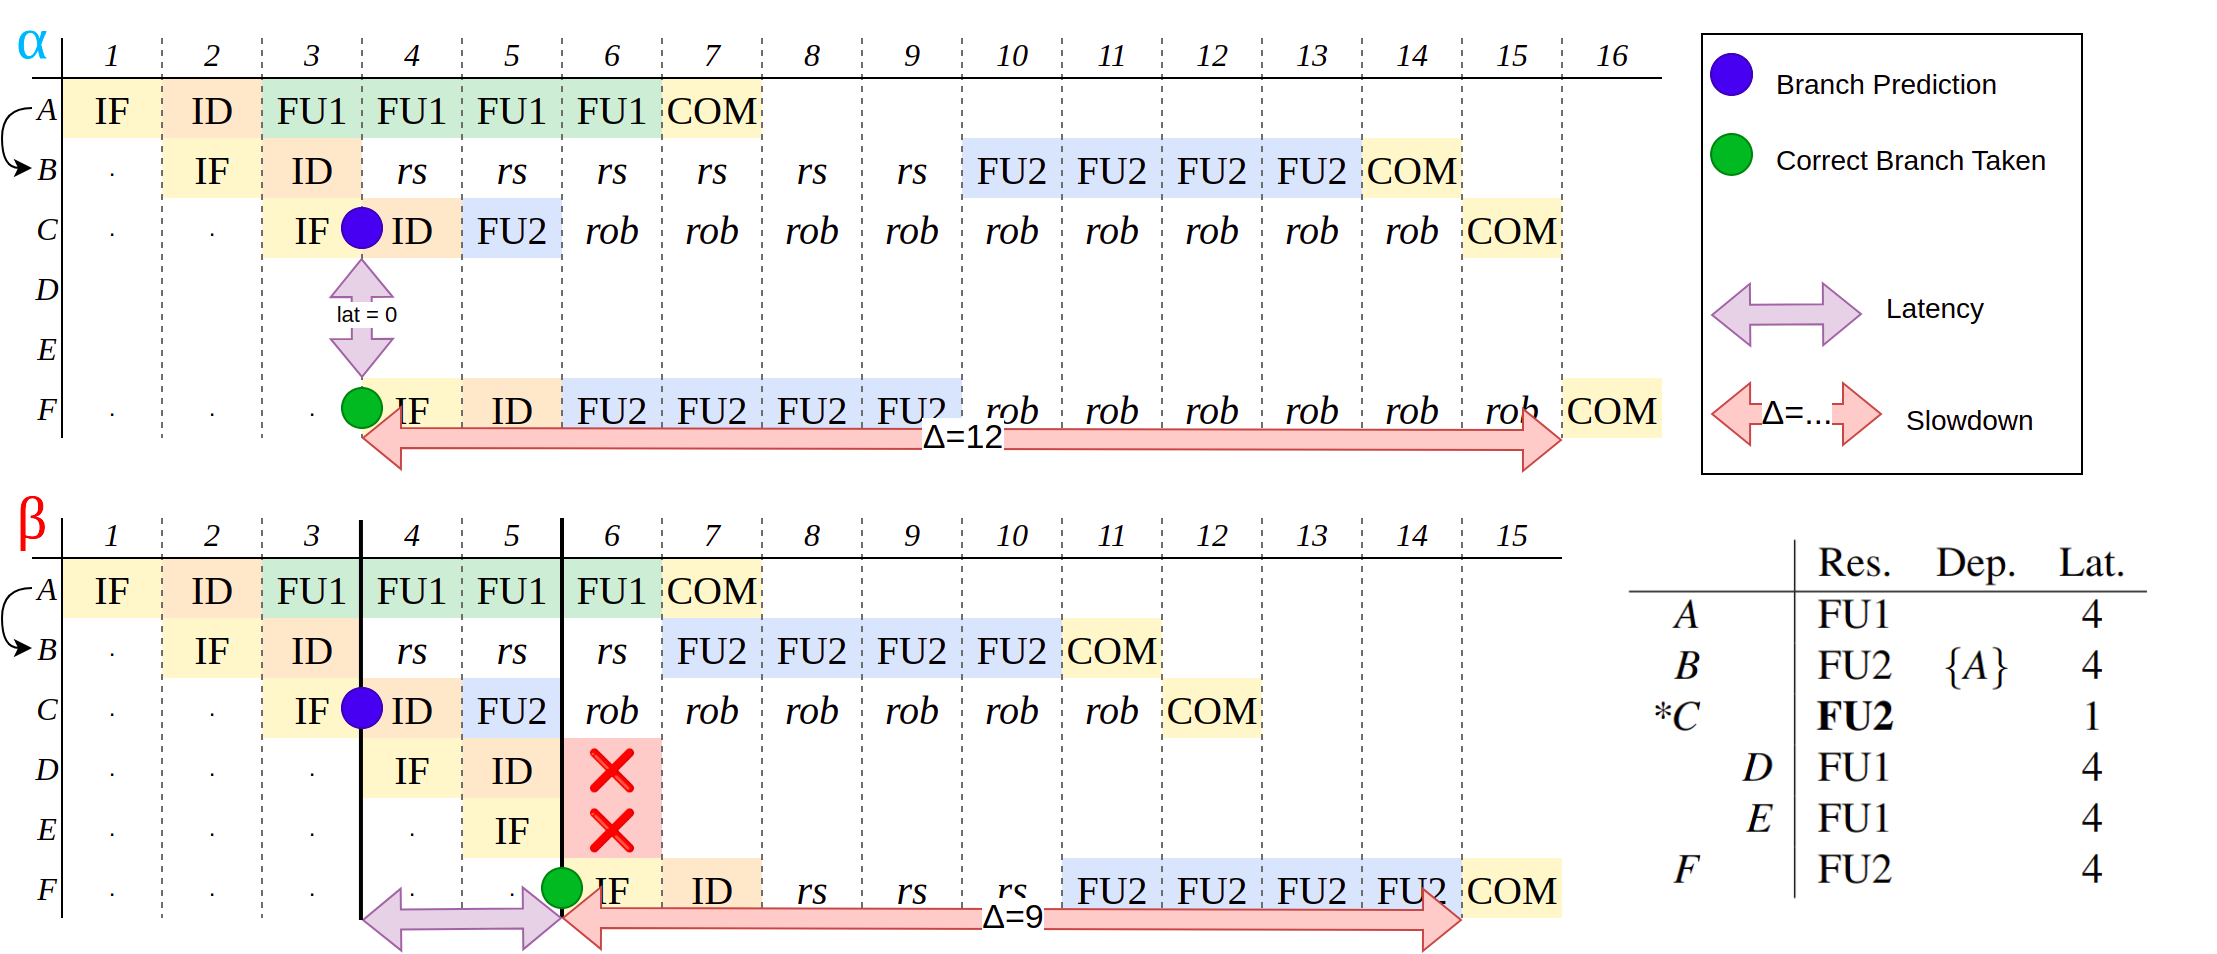 α
1 2 3 4 5 6 7 8 9 10 11 12 13 14 15 16
A IF ID FU1 FU1 FU1 FU1 COM
B . IF ID rs rs rs rs rs rs FU2 FU2 FU2 FU2 COM
C . . IF ID FU2 rob rob rob rob rob rob rob rob rob COM
D
lat = 0
E
F . . . IF ID FU2 FU2 FU2 FU2 rob rob rob rob rob rob COM
Δ=12
Branch Prediction
Correct Branch Taken
Latency
Δ=...
Slowdown
β
1 2 3 4 5 6 7 8 9 10 11 12 13 14 15
A IF ID FU1 FU1 FU1 FU1 COM
B . IF ID rs rs rs FU2 FU2 FU2 FU2 COM
C . . IF ID FU2 rob rob rob rob rob rob COM
D . . . IF ID
E . . . . IF
F . . . . . IF ID rs rs rs FU2 FU2 FU2 FU2 COM
Δ=9
Res. Dep. Lat.
A FU1 4
B FU2 {A} 4
*C FU2 1
D FU1 4
E FU1 4
F FU2 4